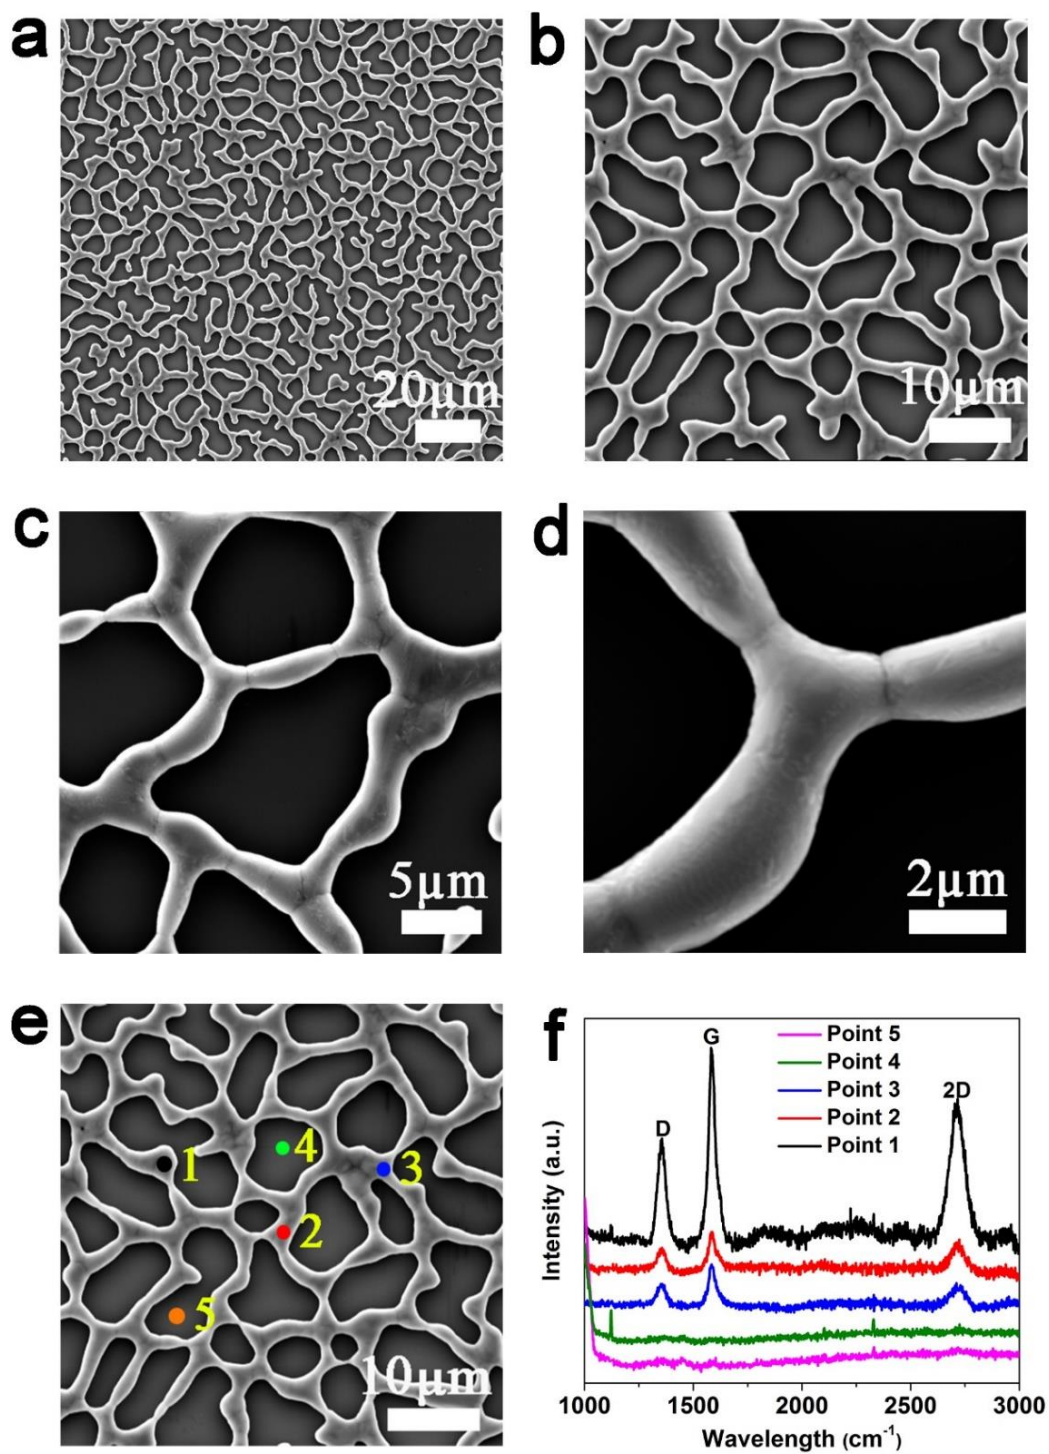 a
20μm
b
10μm
c
5μm
d
2μm
e
1
4
3
2
5
10μm
f
D
G
2D
Point 5
Point 4
Point 3
Point 2
Point 1
Intensity (a.u.)
1000
1500
2000
2500
3000
Wavelength (cm⁻¹)